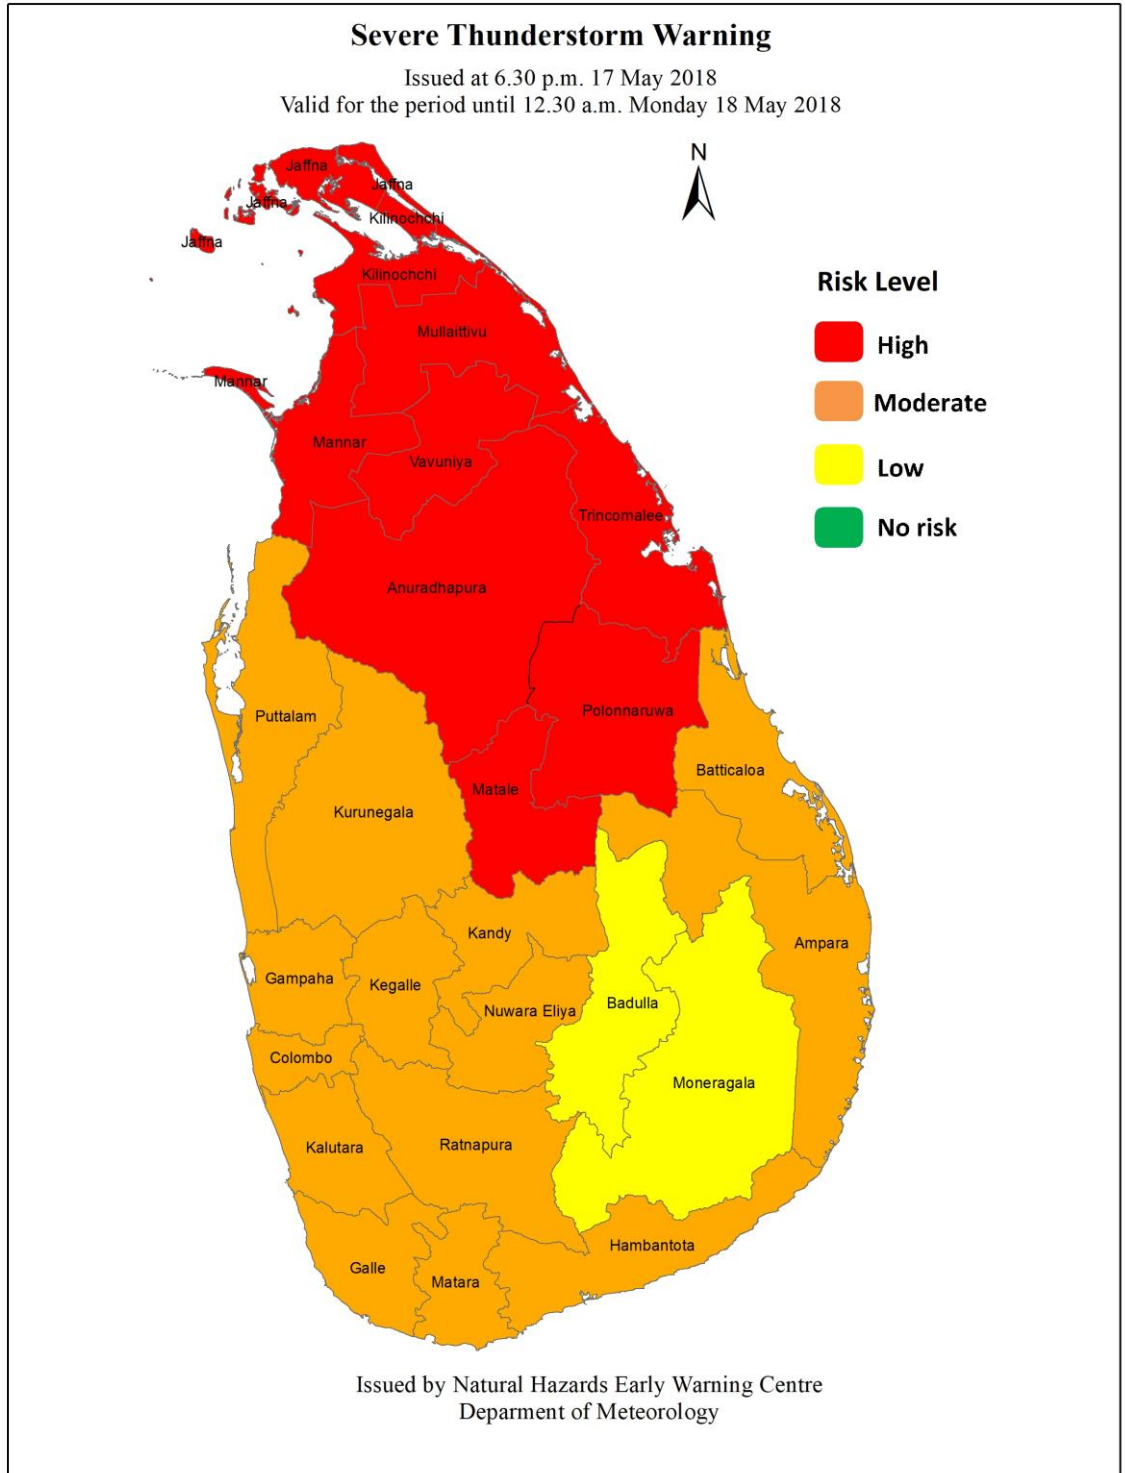 Severe Thunderstorm Warning
Issued at 6.30 p.m. 17 May 2018
Valid for the period until 12.30 a.m. Monday 18 May 2018
N
Jaffna
Jaffna
Jaffna
Kilinochchi
Jaffna
Kilinochchi
Risk Level
Mullaittivu
High
Mannar
Moderate
Mannar
Vavuniya
Low
Trincomalee
No risk
Anuradhapura
Polonnaruwa
Puttalam
Batticaloa
Matale
Kurunegala
Kandy
Ampara
Gampaha
Kegalle
Badulla
Nuwara Eliya
Colombo
Moneragala
Ratnapura
Kalutara
Hambantota
Galle
Matara
Issued by Natural Hazards Early Warning Centre
Deparment of Meteorology